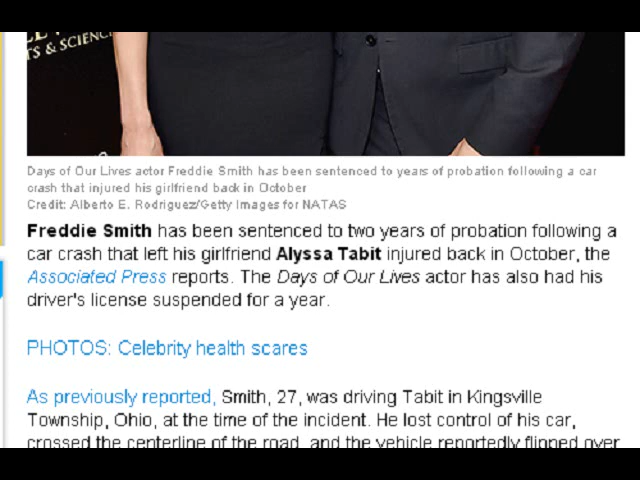 TS & SCIENC
Days of Our Lives actor Freddie Smith has been sentenced to years of probation following a car
crash that injured his girlfriend back in October
Credit: Alberto E. Rodriguez/Getty Images for NATAS
Freddie Smith has been sentenced to two years of probation following a
car crash that left his girlfriend Alyssa Tabit injured back in October, the
Associated Press reports. The Days of Our Lives actor has also had his
driver's license suspended for a year.
PHOTOS: Celebrity health scares
As previously reported, Smith, 27, was driving Tabit in Kingsville
Township, Ohio, at the time of the incident. He lost control of his car,
crossed the centerline of the road, and the vehicle reportedly flipped over